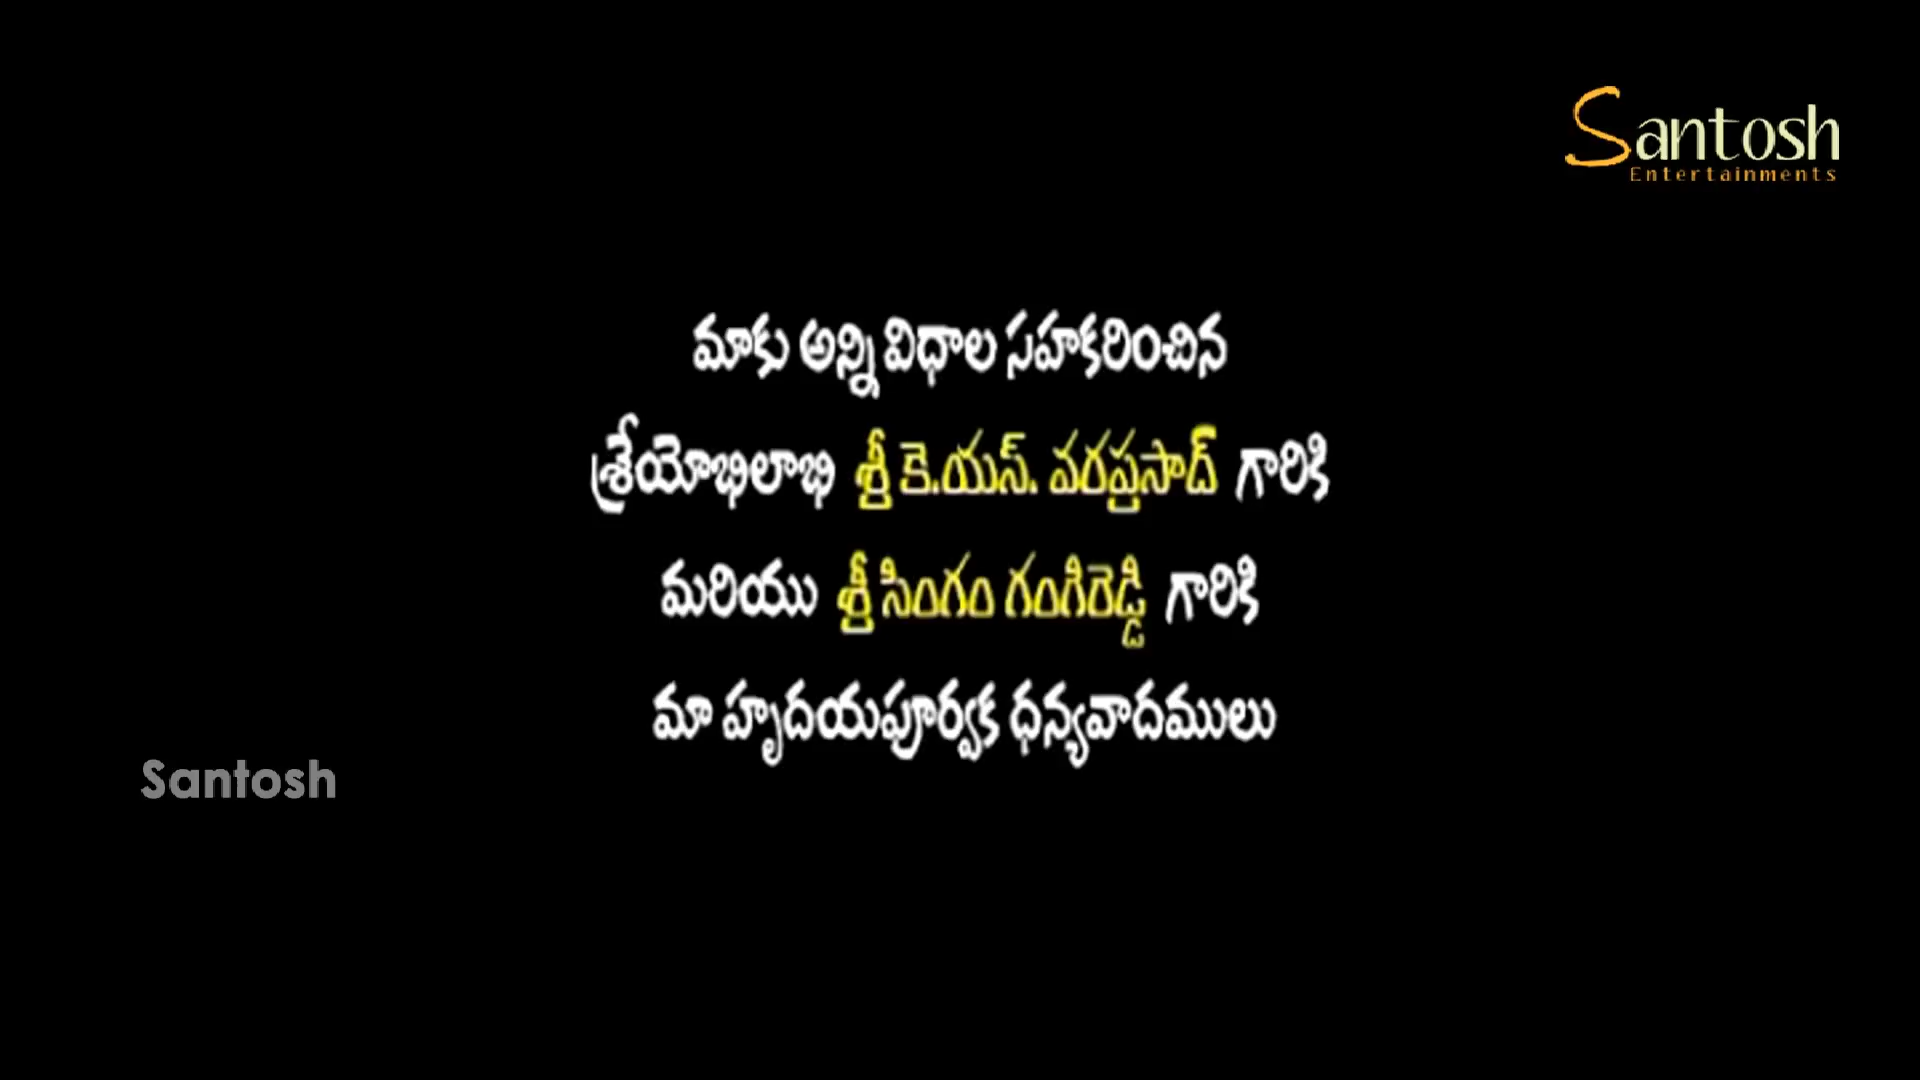 Santosh
Entertainments
మాకు అన్ని విధాల సహకరించిన
శ్రేయోభిలాభి శ్రీ కె.యస్. వరప్రసాద్ గారికి
మరియు శ్రీ సింగం గంగిరెడ్డి గారికి
మా హృదయపూర్వక ధన్యవాదములు
Santosh